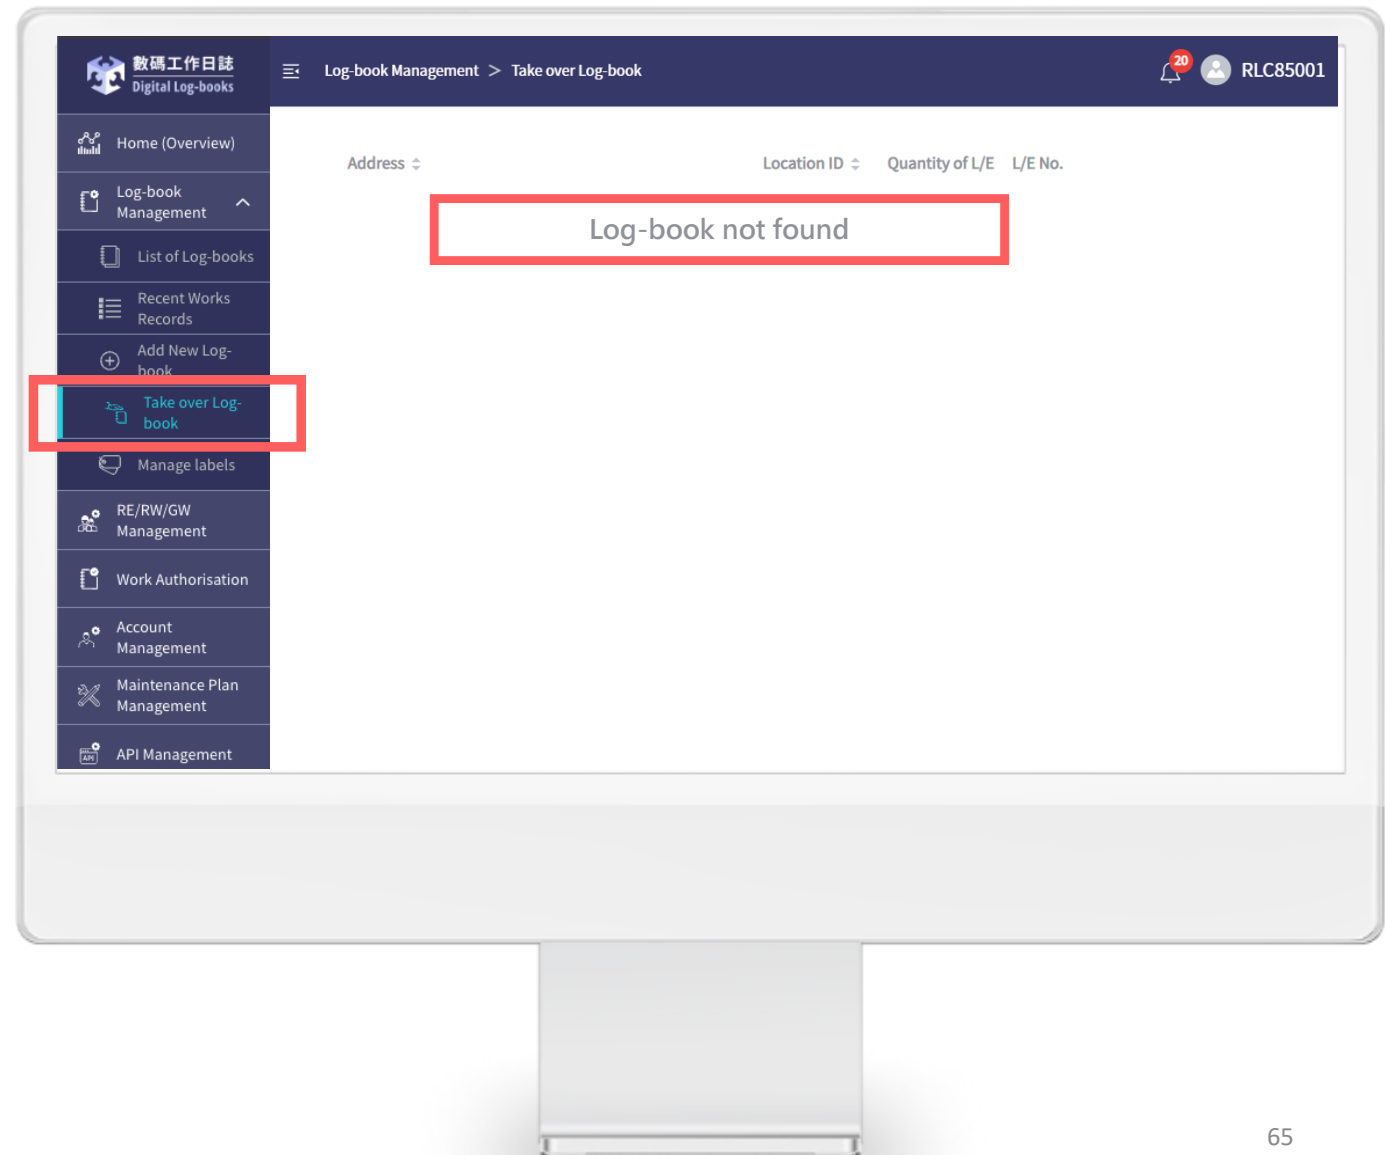 數碼工作日誌
Digital Log-books
Log-book Management > Take over Log-book
20
RLC85001
Home (Overview)
Log-book
Management
List of Log-books
Recent Works
Records
Add New Log-
book
Take over Log-
book
Manage labels
RE/RW/GW
Management
Work Authorisation
Account
Management
Maintenance Plan
Management
API
API Management
Address
Location ID
Quantity of L/E
L/E No.
Log-book not found
65